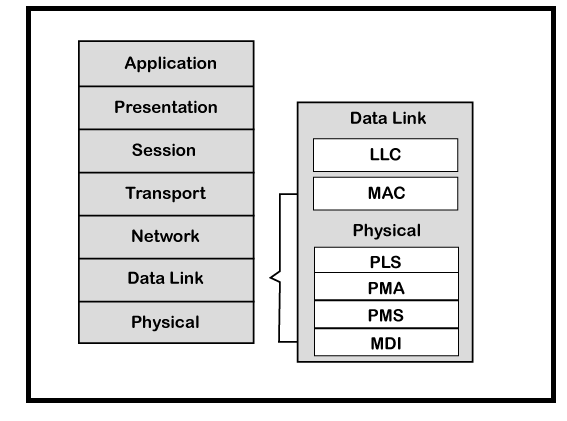 Application
Presentation
Session
Transport
Network
Data Link
Physical
Data Link
LLC
MAC
Physical
PLS
PMA
PMS
MDI